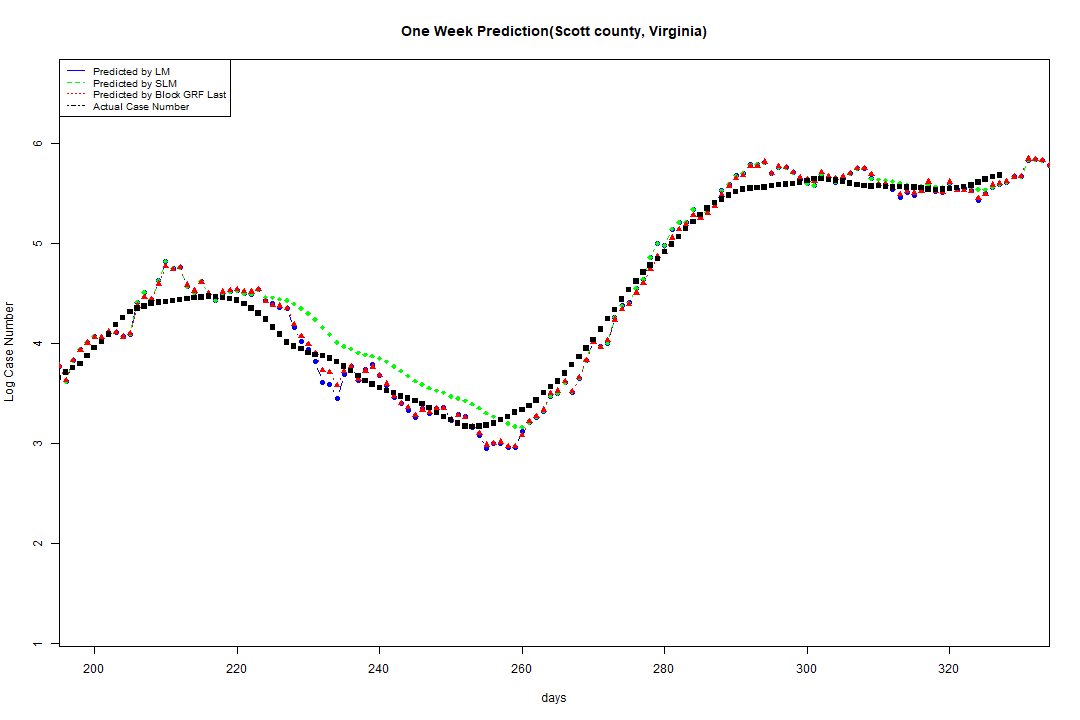 One Week Prediction(Scott county, Virginia)
Predicted by LM
Predicted by SLM
Predicted by Block GRF Last
Actual Case Number
Log Case Number
6
5
4
3
2
1
200 220 240 260 280 300 320
days